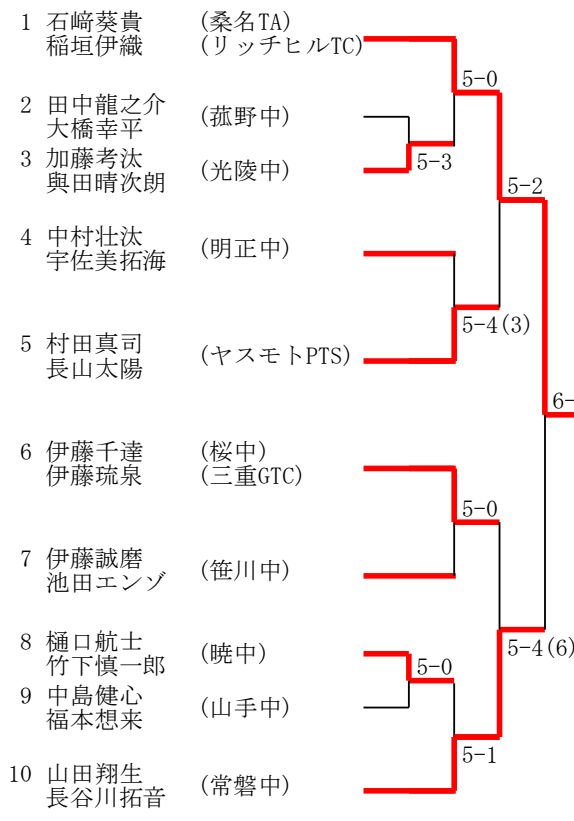 1 石﨑葵貴 (桑名TA)
稲垣伊織 (リッチヒルTC)
5-0
2 田中龍之介
大橋幸平 (菰野中)
3 加藤考汰
與田晴次朗 (光陵中)
5-3
5-2
4 中村壮汰
宇佐美拓海 (明正中)
5-4(3)
5 村田真司
長山太陽 (ヤスモトPTS)
6-
6 伊藤千達 (桜中)
伊藤琉泉 (三重GTC)
5-0
7 伊藤誠磨
池田エンゾ (笹川中)
5-4(6)
8 樋口航士
竹下慎一郎 (暁中)
5-0
9 中島健心
福本想来 (山手中)
5-1
10 山田翔生
長谷川拓音 (常磐中)